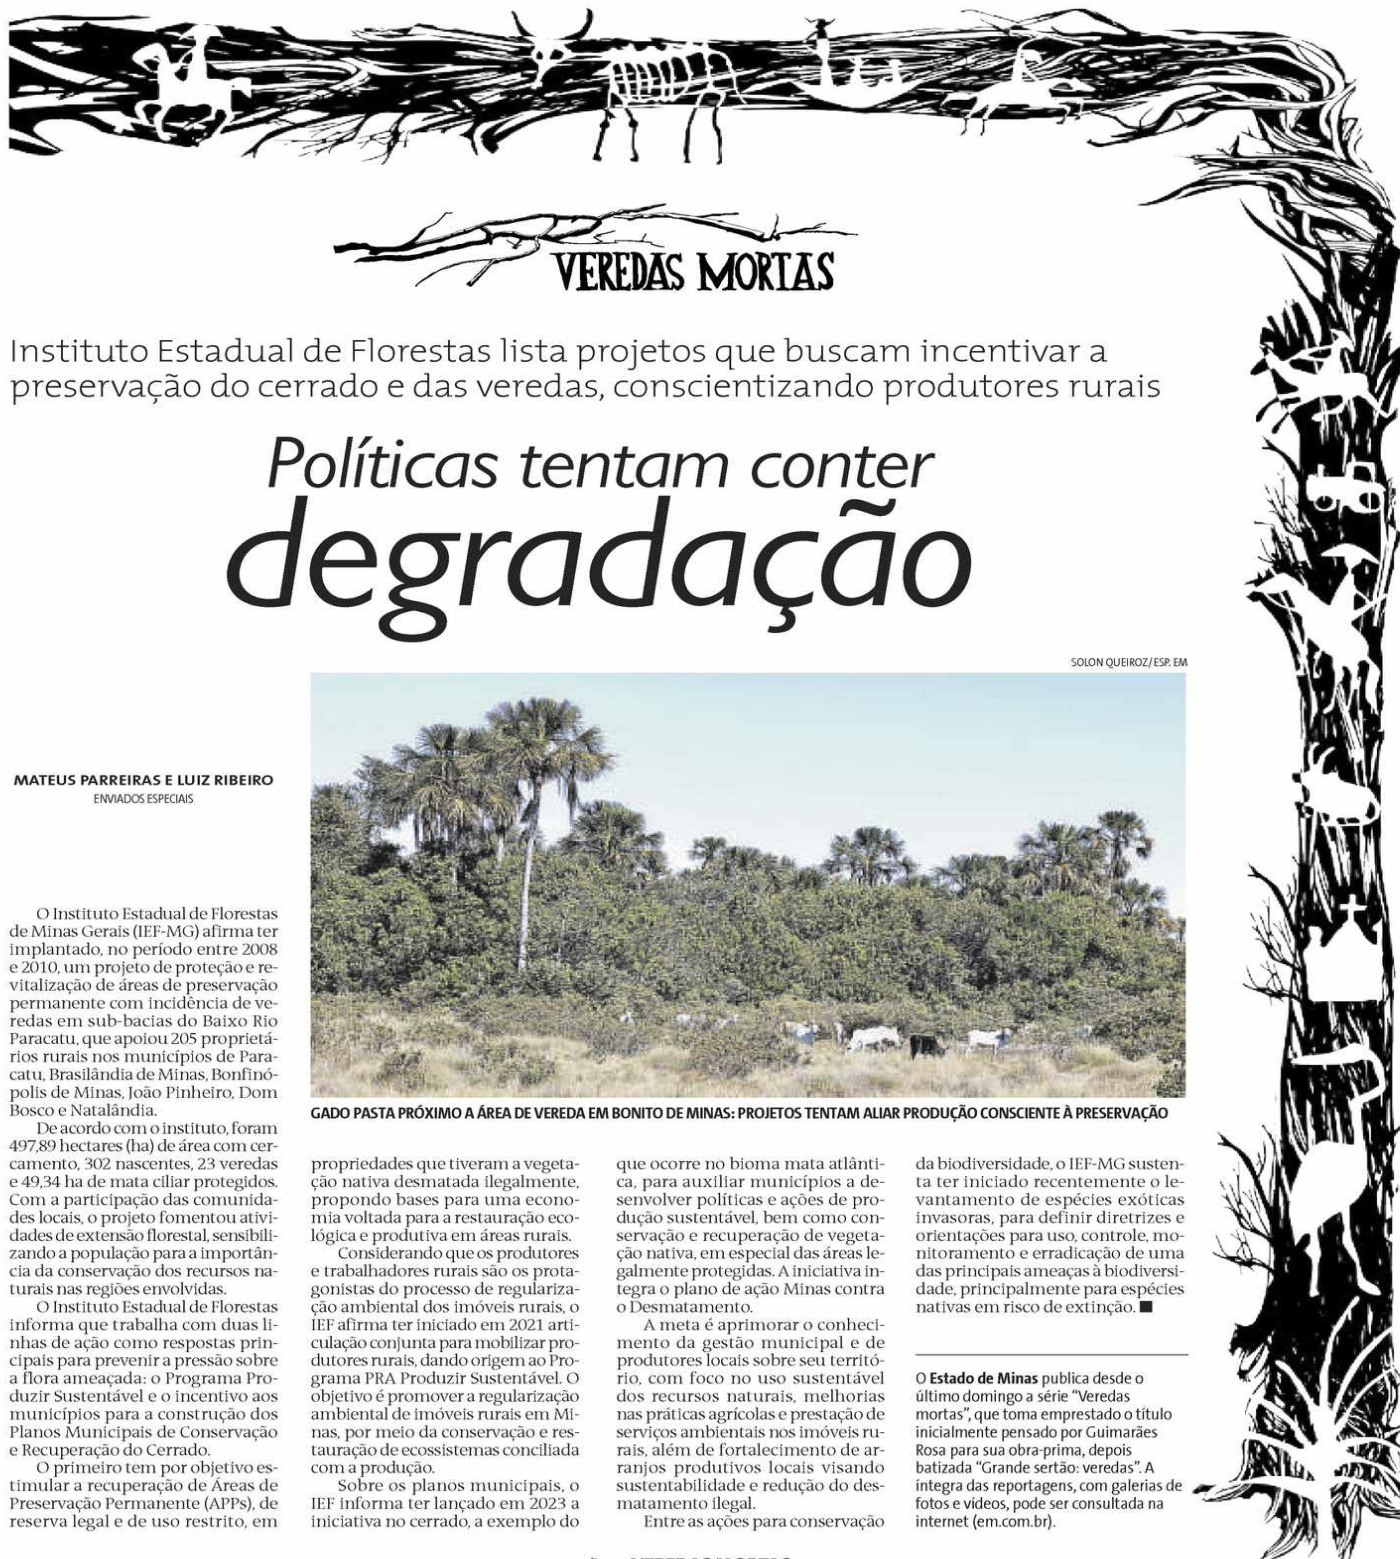 VEREDAS MORTAS
Instituto Estadual de Florestas lista projetos que buscam incentivar a
preservação do cerrado e das veredas, conscientizando produtores rurais
Políticas tentam conter
degradação
SOLON QUEIROZ/ESP. EM
MATEUS PARREIRAS E LUIZ RIBEIRO
ENVIADOS ESPECIAIS
GADO PASTA PRÓXIMO A ÁREA DE VEREDA EM BONITO DE MINAS: PROJETOS TENTAM ALIAR PRODUÇÃO CONSCIENTE À PRESERVAÇÃO
O Instituto Estadual de Florestas
de Minas Gerais (IEF-MG) afirma ter
implantado, no período entre 2008
e 2010, um projeto de proteção e re-
vitalização de áreas de preservação
permanente com incidência de ve-
redas em sub-bacias do Baixo Rio
Paracatu, que apoiou 205 proprietá-
rios rurais nos municípios de Para-
catu, Brasilândia de Minas, Bonfinó-
polis de Minas, João Pinheiro, Dom
Bosco e Natalândia.
De acordo com o instituto, foram
497,89 hectares (ha) de área com cer-
camento, 302 nascentes, 23 veredas
e 49,34 ha de mata ciliar protegidos.
Com a participação das comunida-
des locais, o projeto fomentou ativi-
dades de extensão florestal, sensibili-
zando a população para a importân-
cia da conservação dos recursos na-
turais nas regiões envolvidas.
O Instituto Estadual de Florestas
informa que trabalha com duas li-
nhas de ação como respostas prin-
cipais para prevenir a pressão sobre
a flora ameaçada: o Programa Pro-
duzir Sustentável e o incentivo aos
municípios para a construção dos
Planos Municipais de Conservação
e Recuperação do Cerrado.
O primeiro tem por objetivo es-
timular a recuperação de Áreas de
Preservação Permanente (APPs), de
reserva legal e de uso restrito, em
propriedades que tiveram a vegeta-
ção nativa desmatada ilegalmente,
propondo bases para uma econo-
mia voltada para a restauração eco-
lógica e produtiva em áreas rurais.
Considerando que os produtores
e trabalhadores rurais são os prota-
gonistas do processo de regulariza-
ção ambiental dos imóveis rurais, o
IEF afirma ter iniciado em 2021 arti-
culação conjunta para mobilizar pro-
dutores rurais, dando origem ao Pro-
grama PRA Produzir Sustentável. O
objetivo é promover a regularização
ambiental de imóveis rurais em Mi-
nas, por meio da conservação e res-
tauração de ecossistemas conciliada
com a produção.
Sobre os planos municipais, o
IEF informa ter lançado em 2023 a
iniciativa no cerrado, a exemplo do
que ocorre no bioma mata atlânti-
ca, para auxiliar municípios a de-
senvolver políticas e ações de pro-
dução sustentável, bem como con-
servação e recuperação de vegeta-
ção nativa, em especial das áreas le-
galmente protegidas. A iniciativa in-
tegra o plano de ação Minas contra
o Desmatamento.
A meta é aprimorar o conheci-
mento da gestão municipal e de
produtores locais sobre seu territó-
rio, com foco no uso sustentável
dos recursos naturais, melhorias
nas práticas agrícolas e prestação de
serviços ambientais nos imóveis ru-
rais, além de fortalecimento de ar-
ranjos produtivos locais visando
sustentabilidade e redução do des-
matamento ilegal.
Entre as ações para conservação
da biodiversidade, o IEF-MG susten-
ta ter iniciado recentemente o le-
vantamento de espécies exóticas
invasoras, para definir diretrizes e
orientações para uso, controle, mo-
nitoramento e erradicação de uma
das principais ameaças à biodiversi-
dade, principalmente para espécies
nativas em risco de extinção. ■
O Estado de Minas publica desde o
último domingo a série "Veredas
mortas", que toma emprestado o título
inicialmente pensado por Guimarães
Rosa para sua obra-prima, depois
batizada "Grande sertão: veredas". A
íntegra das reportagens, com galerias de
fotos e vídeos, pode ser consultada na
internet (em.com.br).